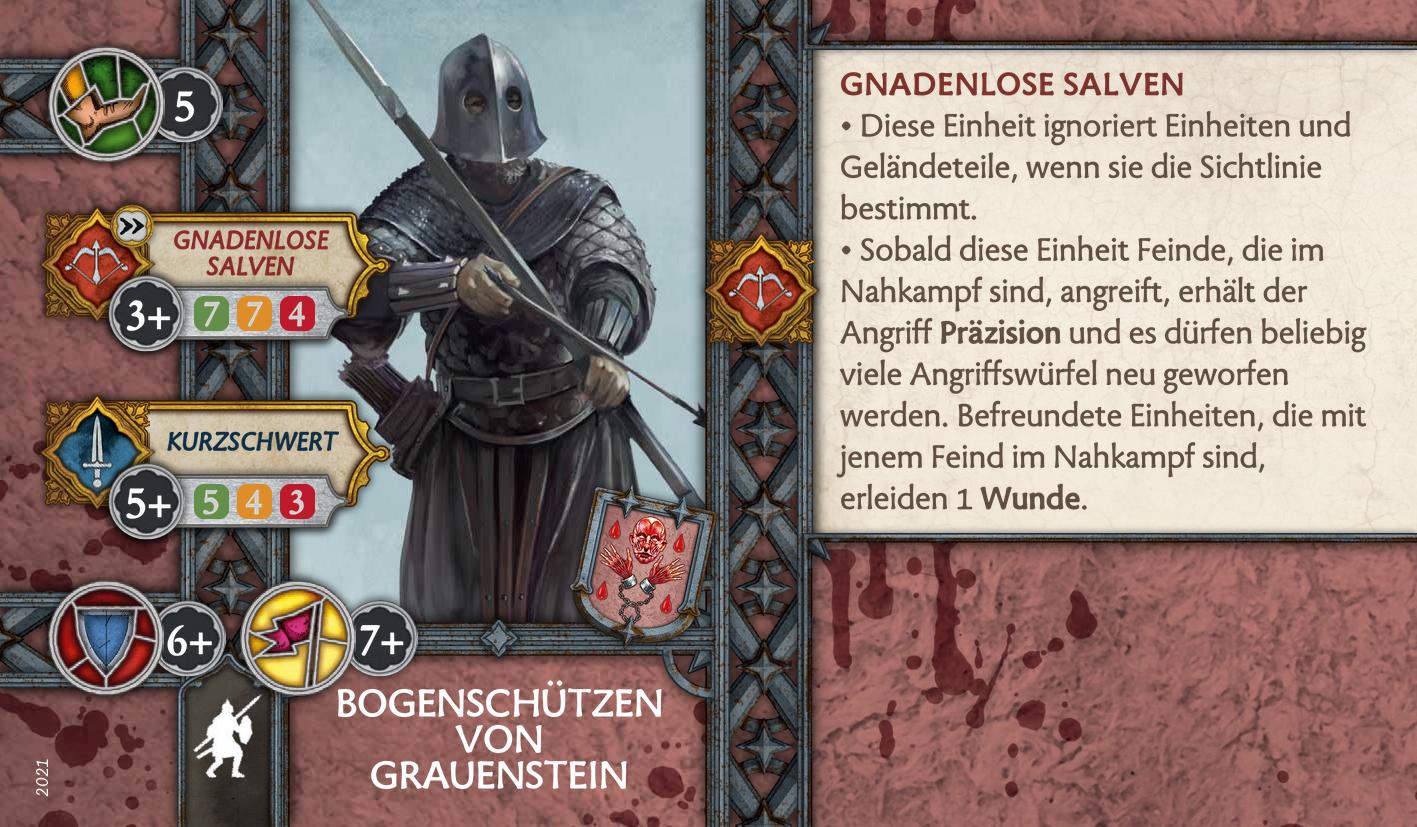 5
GNADENLOSE
SALVEN
3+ 7 7 4
KURZSCHWERT
5+ 5 4 3
6+ 7+
BOGENSCHÜTZEN
VON
GRAUENSTEIN
2021
GNADENLOSE SALVEN
• Diese Einheit ignoriert Einheiten und
Geländeteile, wenn sie die Sichtlinie
bestimmt.
• Sobald diese Einheit Feinde, die im
Nahkampf sind, angreift, erhält der
Angriff Präzision und es dürfen beliebig
viele Angriffswürfel neu geworfen
werden. Befreundete Einheiten, die mit
jenem Feind im Nahkampf sind,
erleiden 1 Wunde.